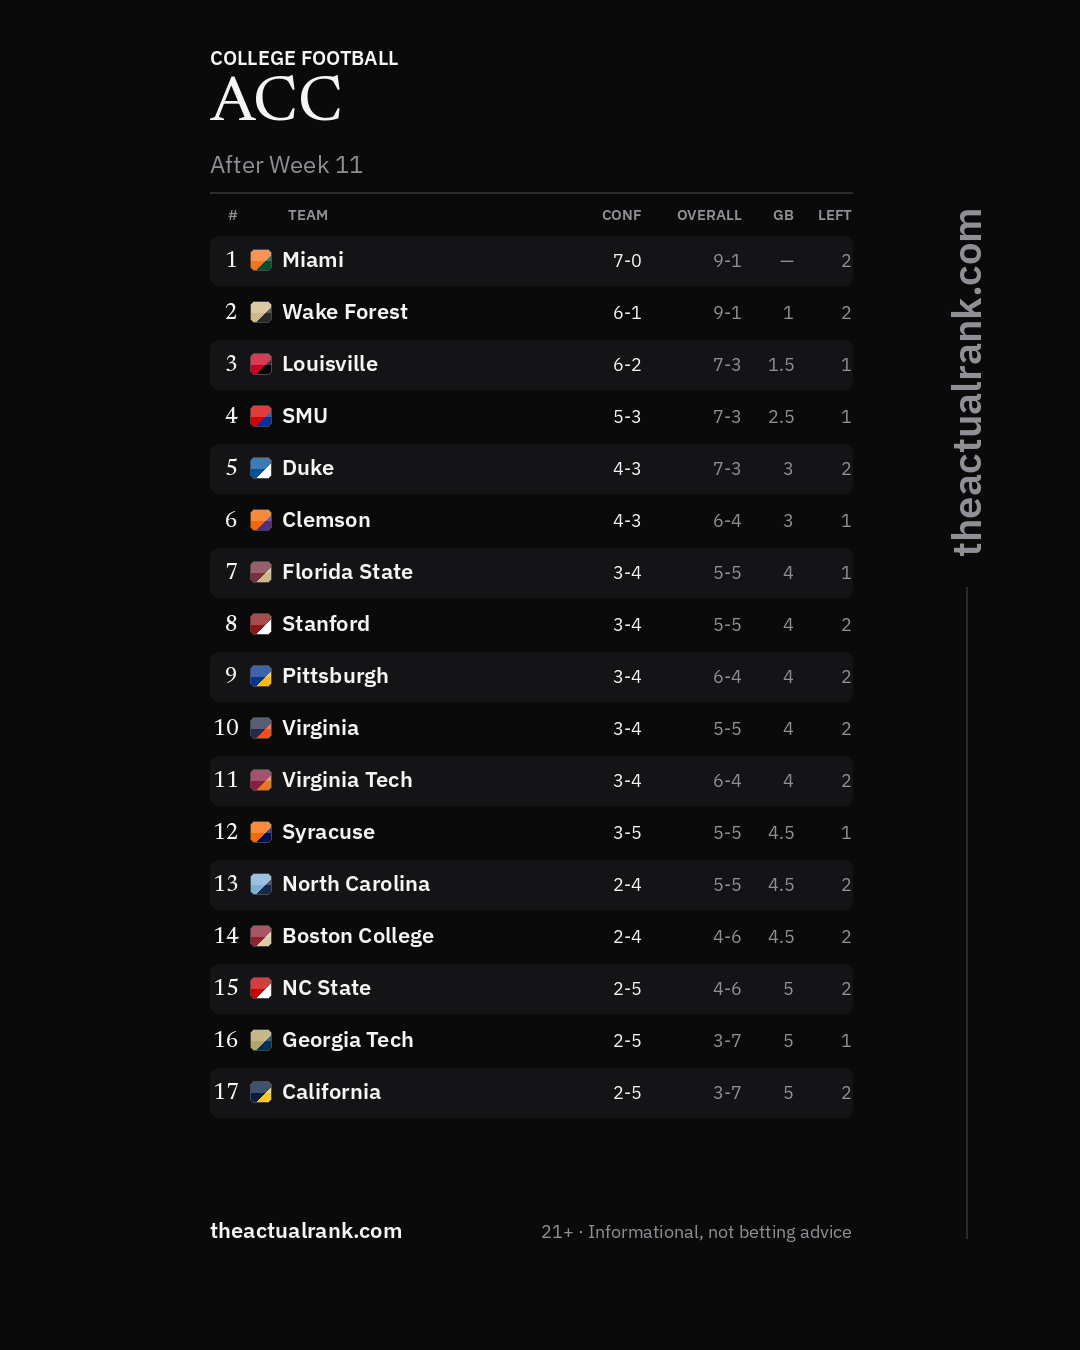 COLLEGE FOOTBALL
ACC
After Week 11
# TEAM CONF OVERALL GB LEFT
1 Miami 7-0 9-1 — 2
2 Wake Forest 6-1 9-1 1 2
3 Louisville 6-2 7-3 1.5 1
4 SMU 5-3 7-3 2.5 1
5 Duke 4-3 7-3 3 2
6 Clemson 4-3 6-4 3 1
7 Florida State 3-4 5-5 4 1
8 Stanford 3-4 5-5 4 2
9 Pittsburgh 3-4 6-4 4 2
10 Virginia 3-4 5-5 4 2
11 Virginia Tech 3-4 6-4 4 2
12 Syracuse 3-5 5-5 4.5 1
13 North Carolina 2-4 5-5 4.5 2
14 Boston College 2-4 4-6 4.5 2
15 NC State 2-5 4-6 5 2
16 Georgia Tech 2-5 3-7 5 1
17 California 2-5 3-7 5 2
theactualrank.com
21+ · Informational, not betting advice
theactualrank.com